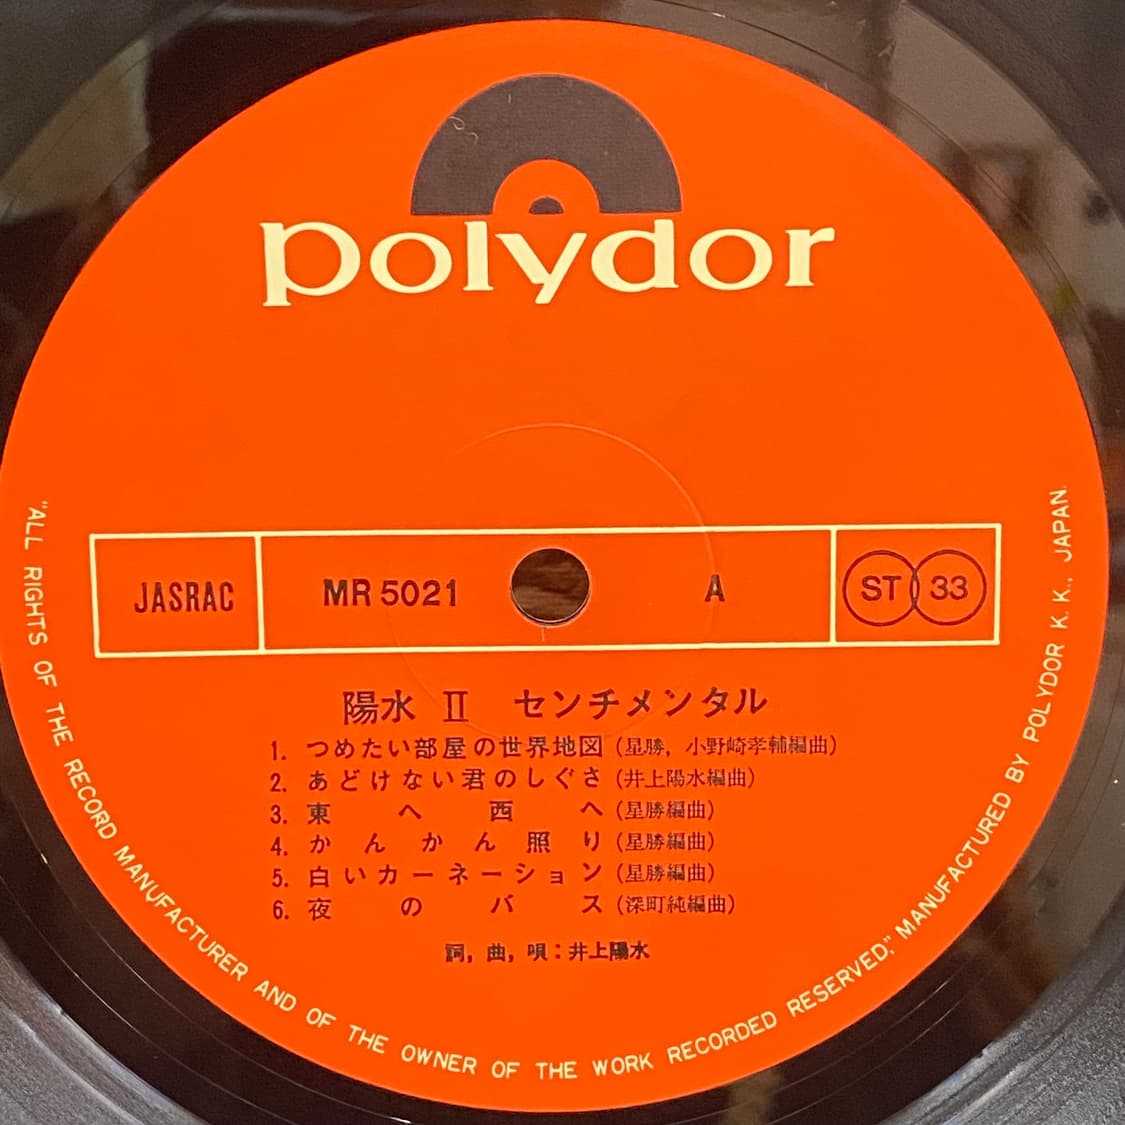 polydor
JASRAC
MR 5021
A
ST 33
陽水 II センチメンタル
1. つめたい部屋の世界地図 (星勝, 小野崎孝輔編曲)
2. あどけない君のしぐさ (井上陽水編曲)
3. 東へ西へ (星勝編曲)
4. かんかん照り (星勝編曲)
5. 白いカーネーション (星勝編曲)
6. 夜のバス (深町純編曲)
詞, 曲, 唄：井上陽水
"ALL RIGHTS OF THE RECORD MANUFACTURER AND OF THE OWNER OF THE WORK RECORDED RESERVED," MANUFACTURED BY POLYDOR K. K., JAPAN.